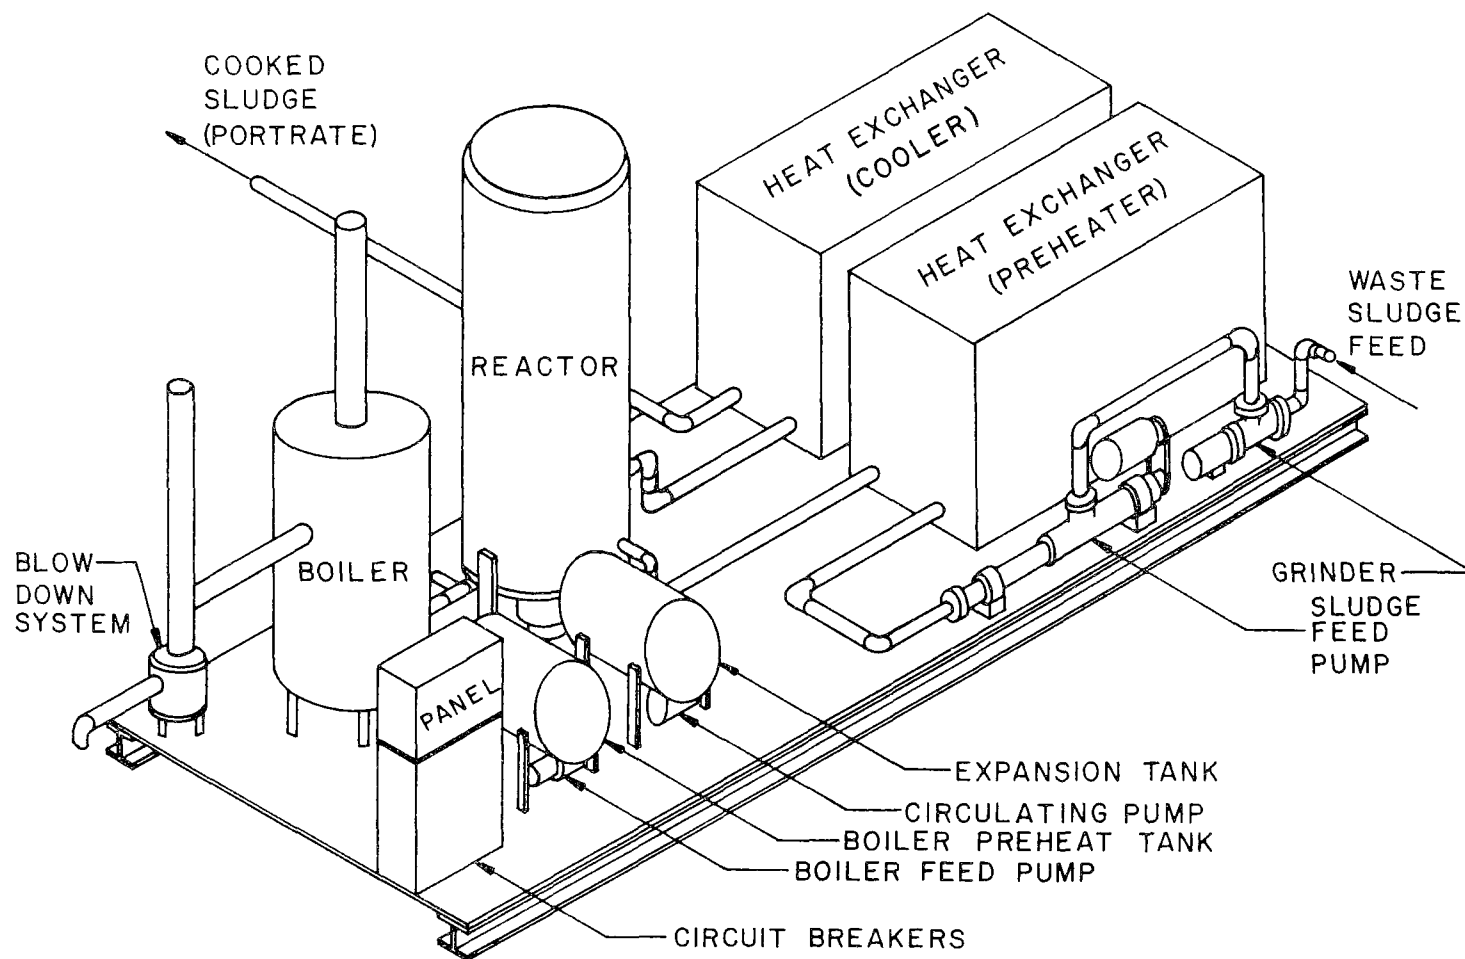 COOKED
SLUDGE
(PORTRATE)
HEAT EXCHANGER
(COOLER)
HEAT EXCHANGER
(PREHEATER)
WASTE
SLUDGE
FEED
REACTOR
BLOW
DOWN
SYSTEM
BOILER
GRINDER
SLUDGE
FEED
PUMP
PANEL
EXPANSION TANK
CIRCULATING PUMP
BOILER PREHEAT TANK
BOILER FEED PUMP
CIRCUIT BREAKERS